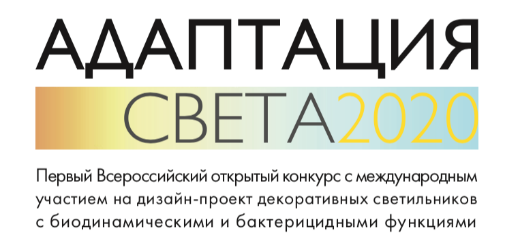 АДАПТАЦИЯ
СВЕТА2020
Первый Всероссийский открытый конкурс с международным
участием на дизайн-проект декоративных светильников
с биодинамическими и бактерицидными функциями